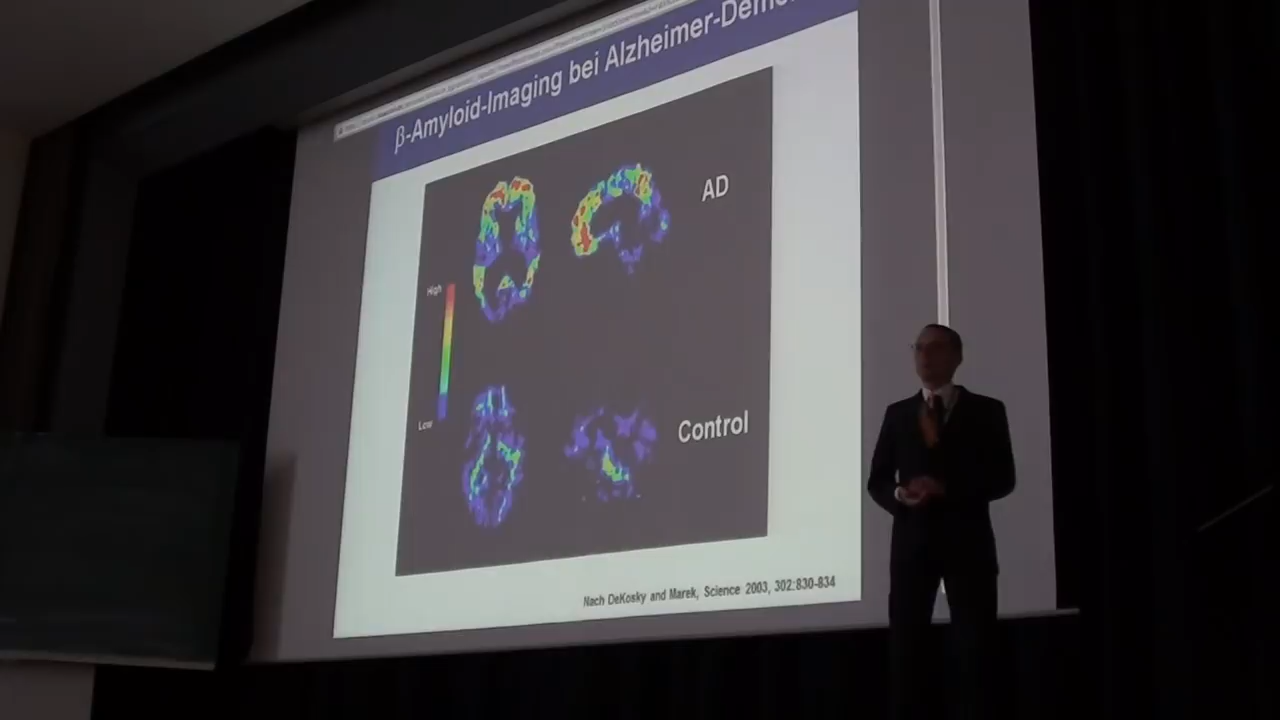 β-Amyloid-Imaging bei Alzheimer-Deme
AD
High
Low
Control
Nach DeKosky and Marek, Science 2003, 302:830-834